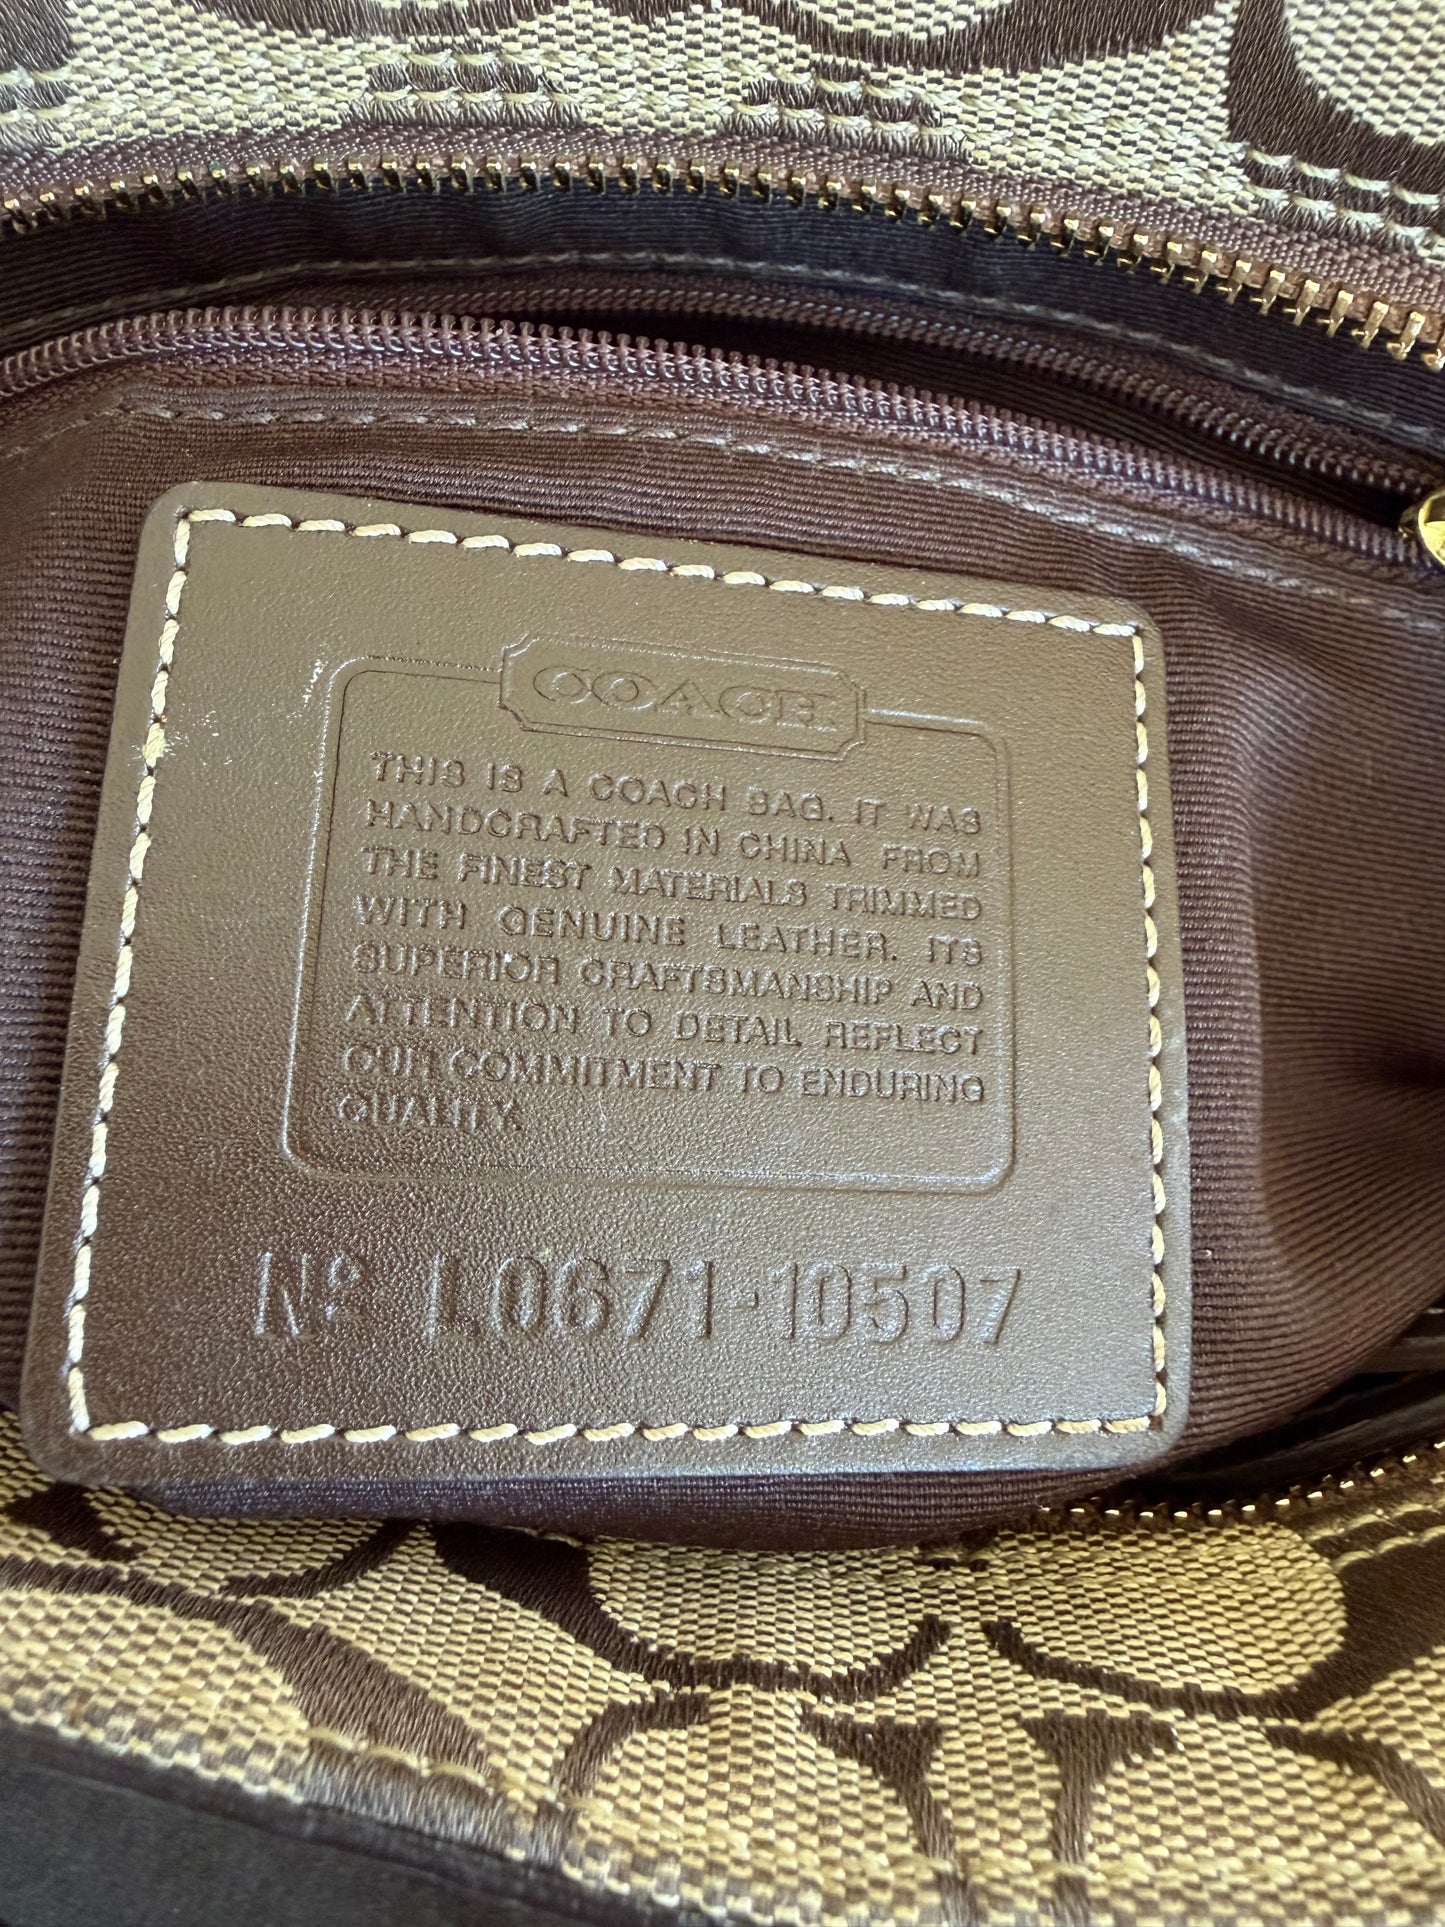 COACH
THIS IS A COACH BAG. IT WAS
HANDCRAFTED IN CHINA FROM
THE FINEST MATERIALS TRIMMED
WITH GENUINE LEATHER. ITS
SUPERIOR CRAFTSMANSHIP AND
ATTENTION TO DETAIL REFLECT
OUR COMMITMENT TO ENDURING
QUALITY.
Nº L0671-10507